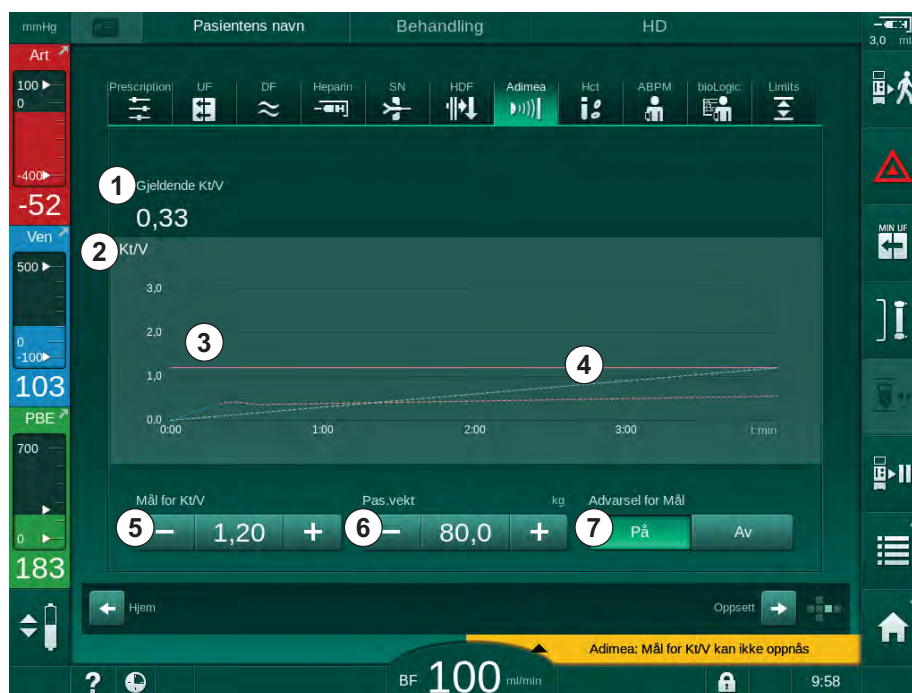 mmHg
Pasientens navn
Behandling
HD
3,0 ml
Art
100
0
-400
-52
Ven
500
0
-100
103
PBE
700
0
183
Prescription
UF
DF
Heparin
SN
HDF
Adimea
Hct
ABPM
bioLogic
Limits
1
Gjeldende Kt/V
0,33
2
Kt/V
3,0
2,0
1,0
0,0
3
4
0:00
1:00
2:00
3:00
t:min
Mål for Kt/V
Pas.vekt
kg
Advarsel for Mål
5
1,20
6
80,0
7
På
Av
MIN UF
Hjem
Oppsett
Adimea: Mål for Kt/V kan ikke oppnås
?
BF 100 ml/min
9:58